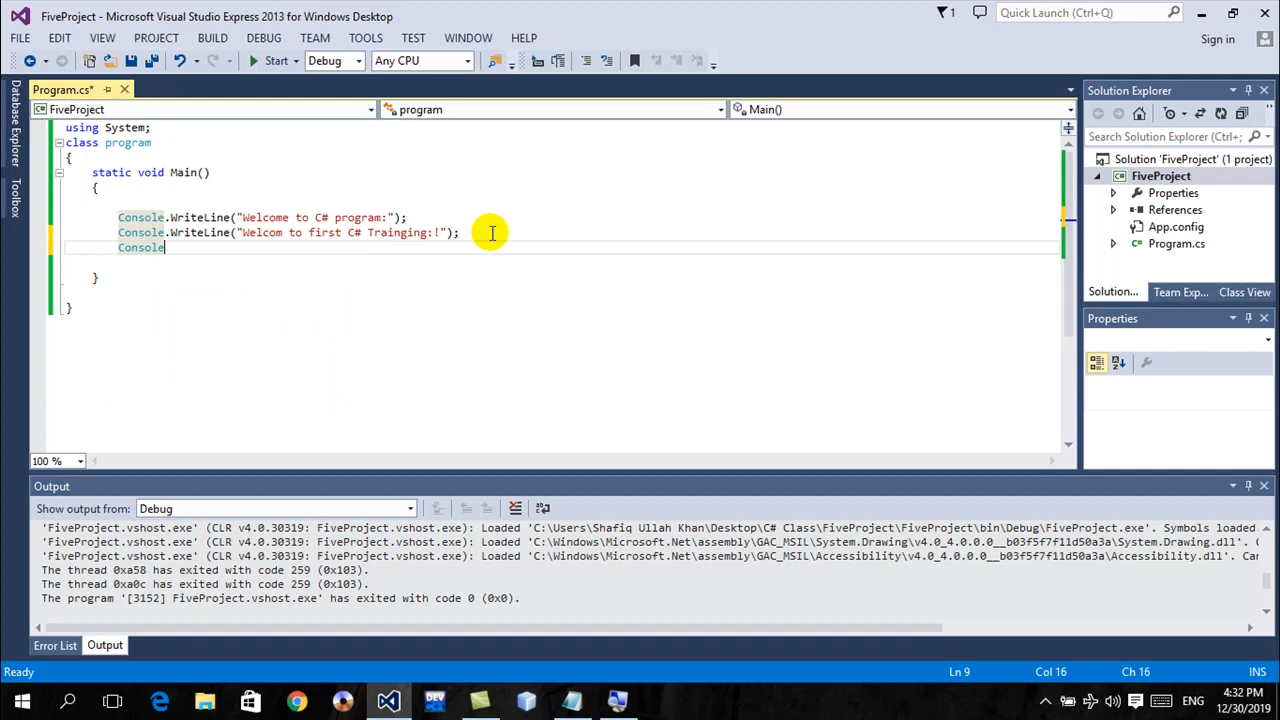 FiveProject - Microsoft Visual Studio Express 2013 for Windows Desktop
1
Quick Launch (Ctrl+Q)
FILE EDIT VIEW PROJECT BUILD DEBUG TEAM TOOLS TEST WINDOW HELP
Sign in
Start Debug Any CPU
Database Explorer
Toolbox
Program.cs*
FiveProject program Main()
using System;
class program
{
static void Main()
{
Console.WriteLine("Welcome to C# program:");
Console.WriteLine("Welcom to first C# Trainging:!");
Console
}
}
100 %
Solution Explorer
Search Solution Explorer (Ctrl+;
Solution 'FiveProject' (1 project)
FiveProject
Properties
References
App.config
Program.cs
Solution... Team Exp... Class View
Properties
Output
Show output from: Debug
'FiveProject.vshost.exe' (CLR v4.0.30319: FiveProject.vshost.exe): Loaded 'C:\Users\Shafiq Ullah Khan\Desktop\C# Class\FiveProject\FiveProject\bin\Debug\FiveProject.exe'. Symbols loaded
'FiveProject.vshost.exe' (CLR v4.0.30319: FiveProject.vshost.exe): Loaded 'C:\Windows\Microsoft.Net\assembly\GAC_MSIL\System.Drawing\v4.0_4.0.0.0__b03f5f7f11d50a3a\System.Drawing.dll'. C
'FiveProject.vshost.exe' (CLR v4.0.30319: FiveProject.vshost.exe): Loaded 'C:\Windows\Microsoft.Net\assembly\GAC_MSIL\Accessibility\v4.0_4.0.0.0__b03f5f7f11d50a3a\Accessibility.dll'. Car
The thread 0xa58 has exited with code 259 (0x103).
The thread 0xa0c has exited with code 259 (0x103).
The program '[3152] FiveProject.vshost.exe' has exited with code 0 (0x0).
Error List Output
Ready Ln 9 Col 16 Ch 16 INS
DEV
ENG
4:32 PM
12/30/2019